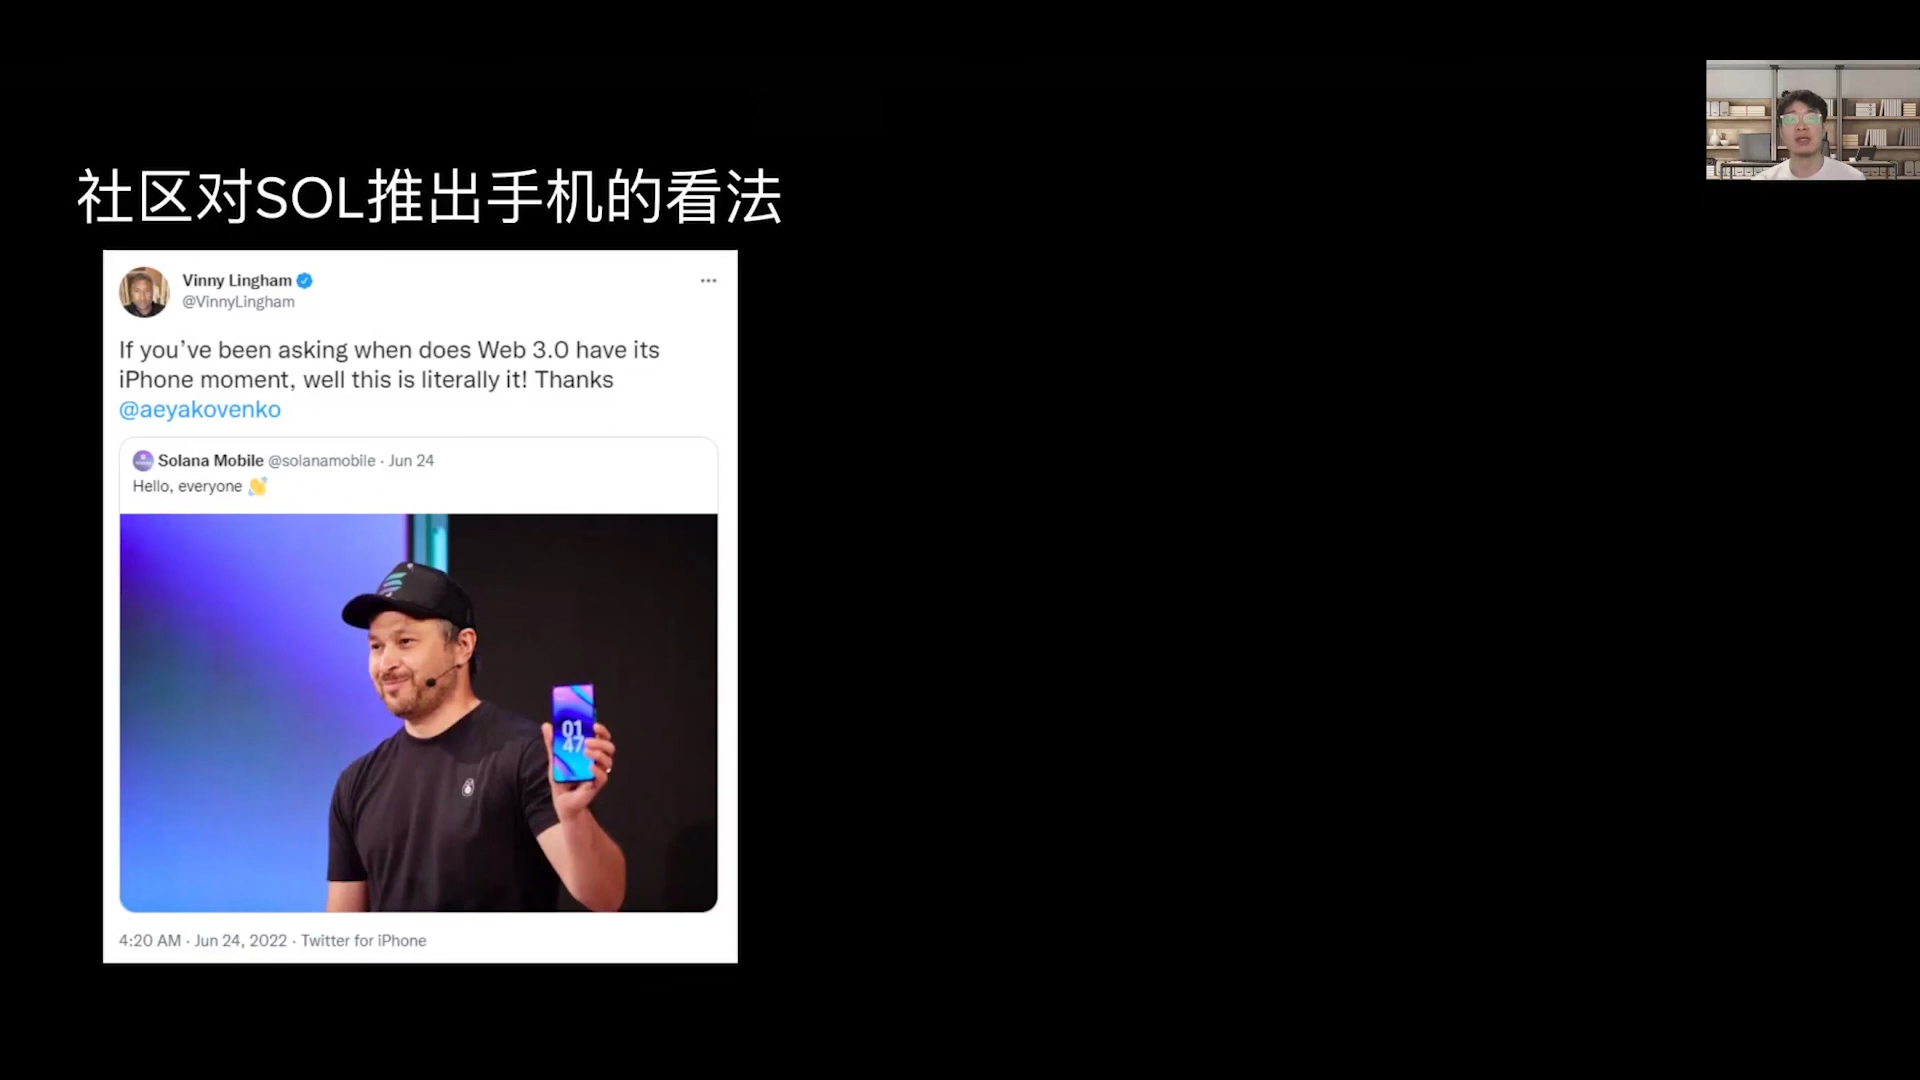 社区对SOL推出手机的看法
Vinny Lingham
@VinnyLingham
If you’ve been asking when does Web 3.0 have its
iPhone moment, well this is literally it! Thanks
@aeyakovenko
Solana Mobile @solanamobile · Jun 24
Hello, everyone 👋
01
47
4:20 AM · Jun 24, 2022 · Twitter for iPhone